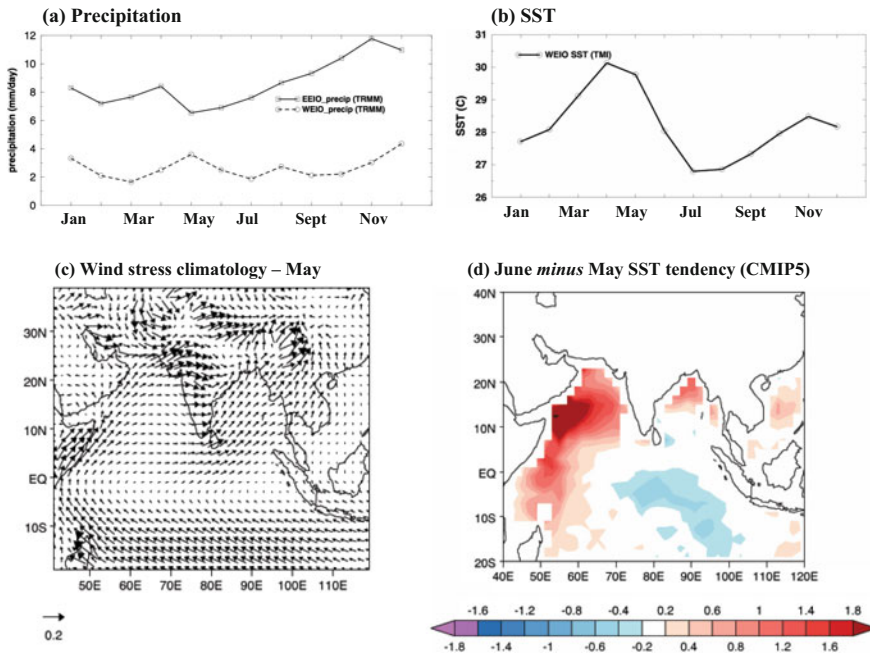 (a) Precipitation
12
10
8
6
4
2
0
precipitation (mm/day)
EEIO_precip (TRMM)
WEIO_precip (TRMM)
Jan Mar May Jul Sept Nov
(b) SST
31
30
29
28
27
26
SST (C)
WEIO SST (TMI)
Jan Mar May Jul Sept Nov
(c) Wind stress climatology – May
30N
20N
10N
EQ
10S
50E 60E 70E 80E 90E 100E 110E
0.2
(d) June minus May SST tendency (CMIP5)
40N
30N
20N
10N
EQ
10S
20S
40E 50E 60E 70E 80E 90E 100E 110E 120E
-1.6 -1.2 -0.8 -0.4 0.2 0.6 1 1.4 1.8
-1.8 -1.4 -1 -0.6 -0.2 0.4 0.8 1.2 1.6